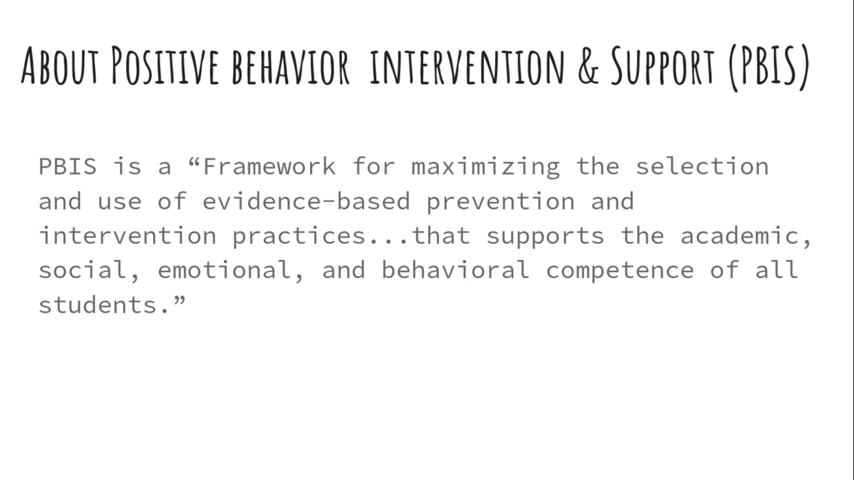 About Positive behavior intervention & Support (PBIS)
PBIS is a “Framework for maximizing the selection
and use of evidence-based prevention and
intervention practices...that supports the academic,
social, emotional, and behavioral competence of all
students.”